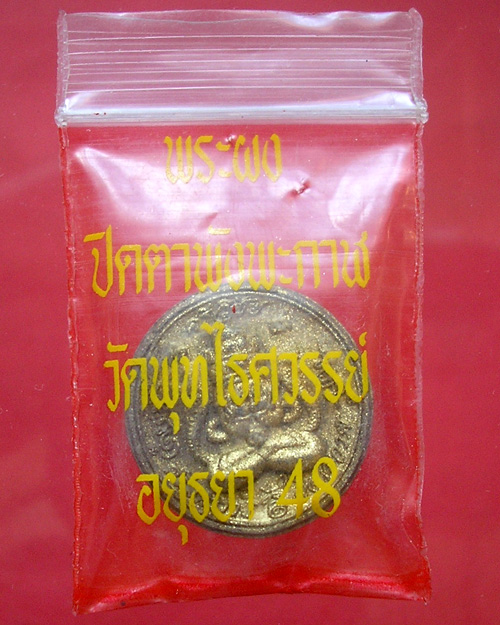 พระผง
ปิดตาพังพะกาฬ
วัดพุทไธศวรรย์
อยุธยา 48